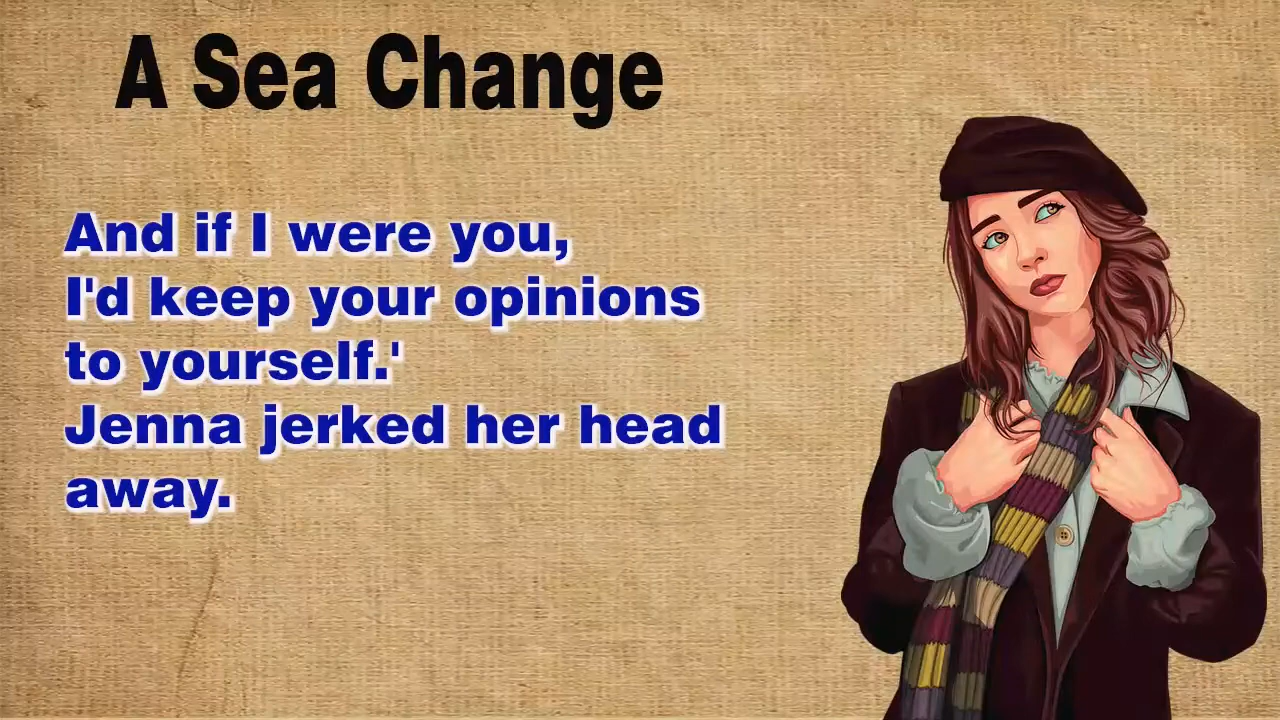 A Sea Change
And if I were you,
I'd keep your opinions
to yourself.'
Jenna jerked her head
away.